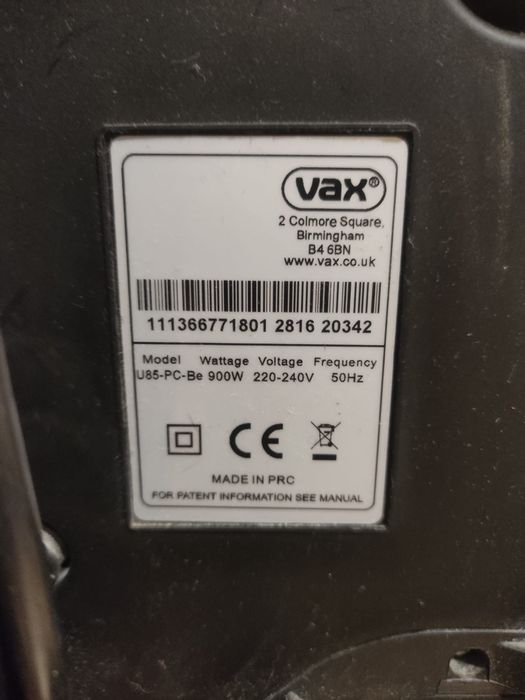 vax®
2 Colmore Square,
Birmingham
B4 6BN
www.vax.co.uk
111366771801 2816 20342
Model Wattage Voltage Frequency
U85-PC-Be 900W 220-240V 50Hz
CE
MADE IN PRC
FOR PATENT INFORMATION SEE MANUAL